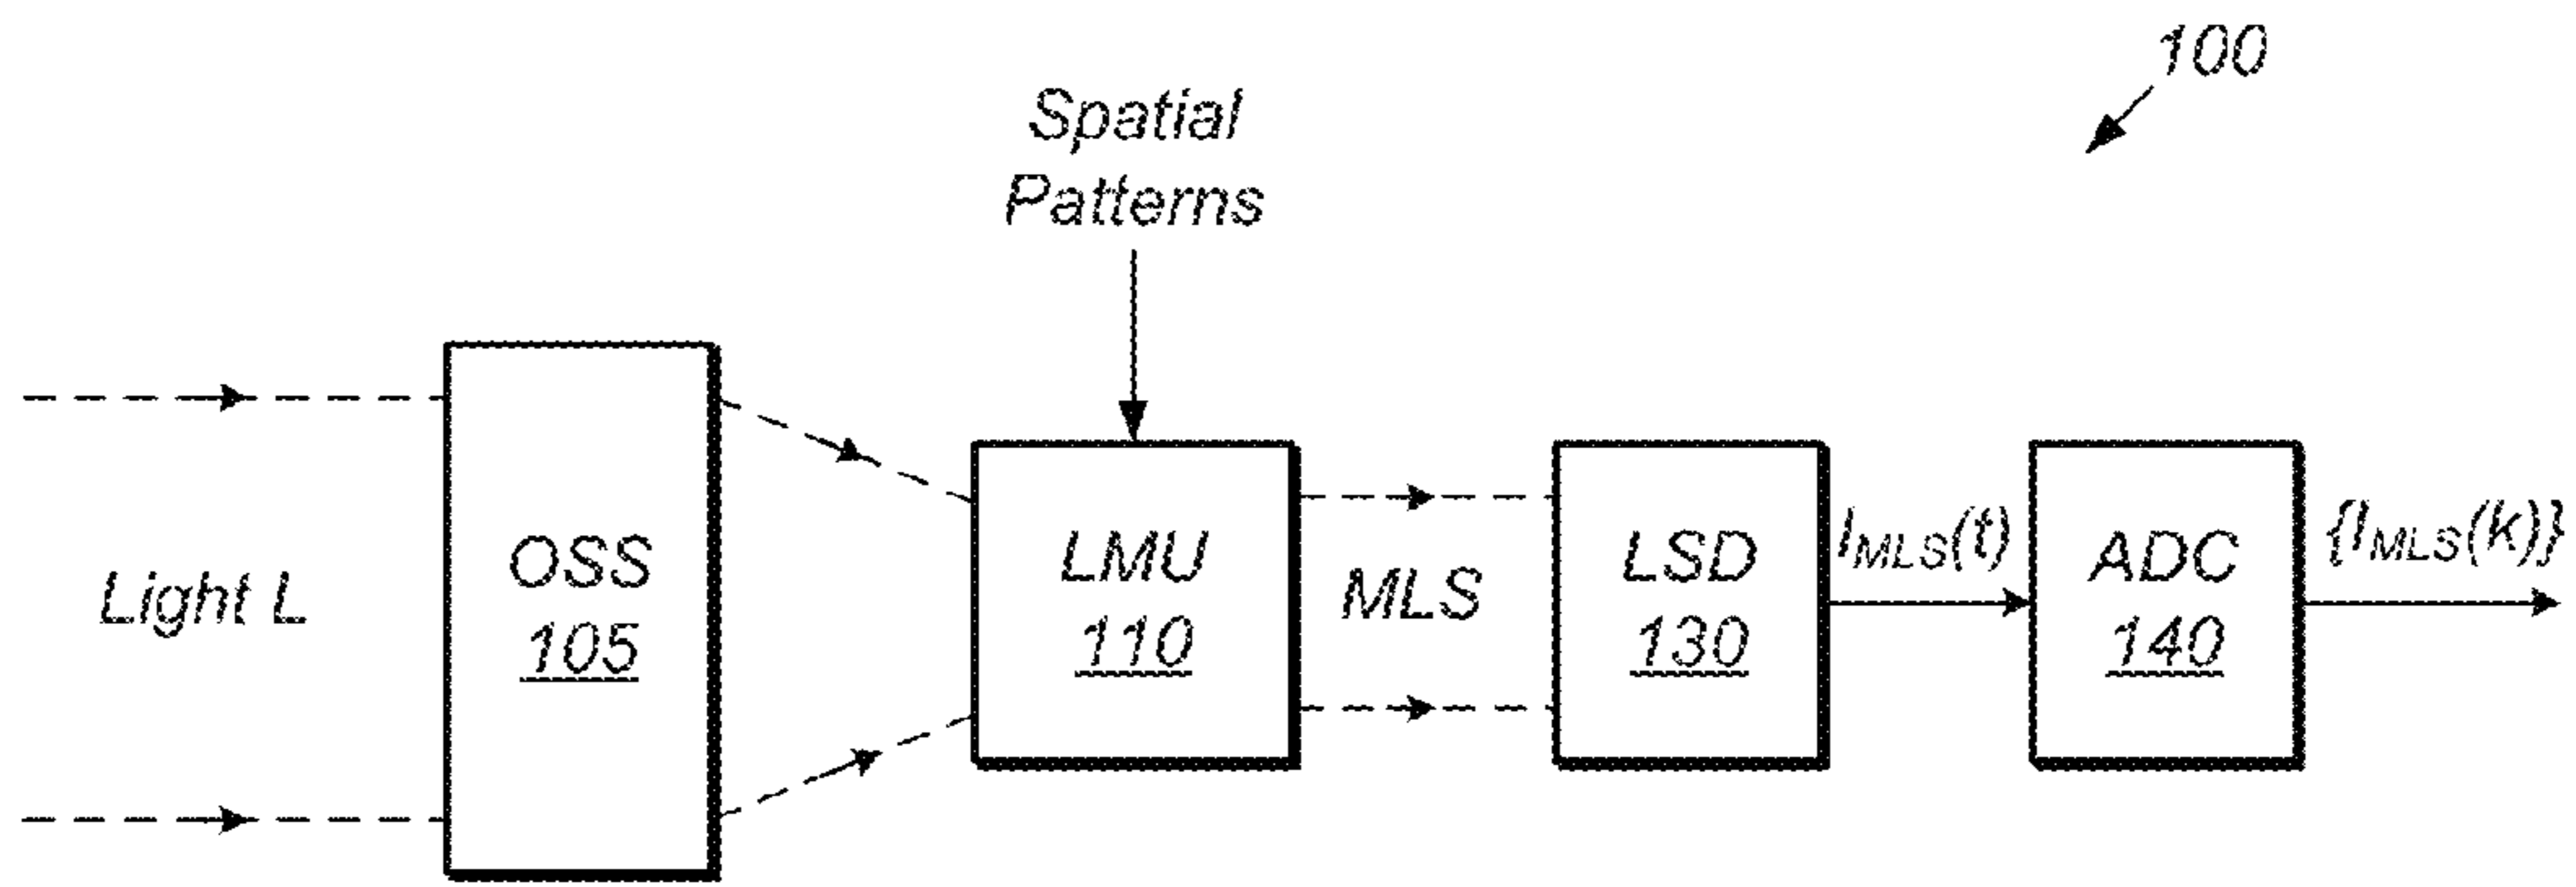 100
Spatial
Patterns
Light L
OSS
105
LMU
110
MLS
LSD
130
I_MLS(t)
ADC
140
{I_MLS(k)}